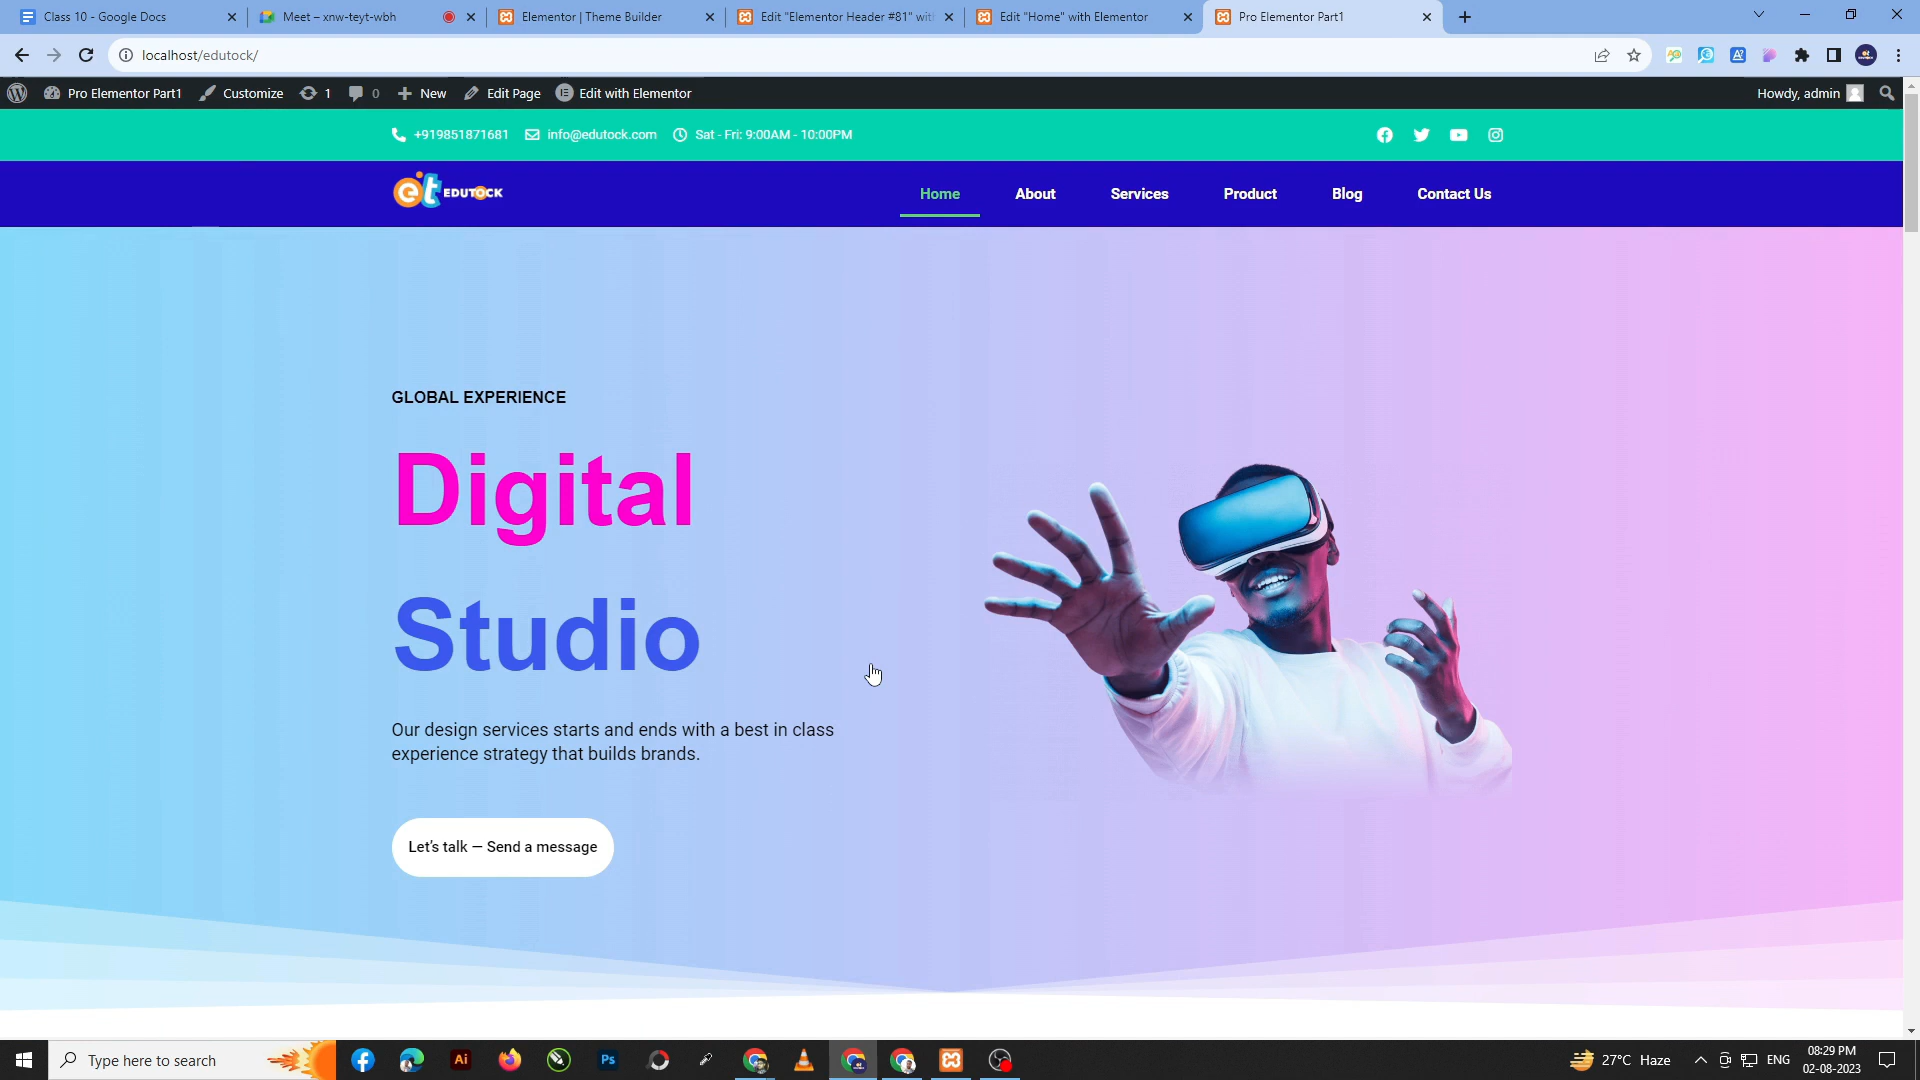 Class 10 - Google Docs
Meet – xnw-teyt-wbh
Elementor | Theme Builder
Edit "Elementor Header #81" wit
Edit "Home" with Elementor
Pro Elementor Part1
localhost/edutock/
Pro Elementor Part1
Customize
1
0
New
Edit Page
Edit with Elementor
Howdy, admin
+919851871681
info@edutock.com
Sat - Fri: 9:00AM - 10:00PM
et EDUTOCK
Home
About
Services
Product
Blog
Contact Us
GLOBAL EXPERIENCE
Digital
Studio
Our design services starts and ends with a best in class
experience strategy that builds brands.
Let's talk — Send a message
Type here to search
Ai
Ps
27°C Haze
ENG
08:29 PM
02-08-2023